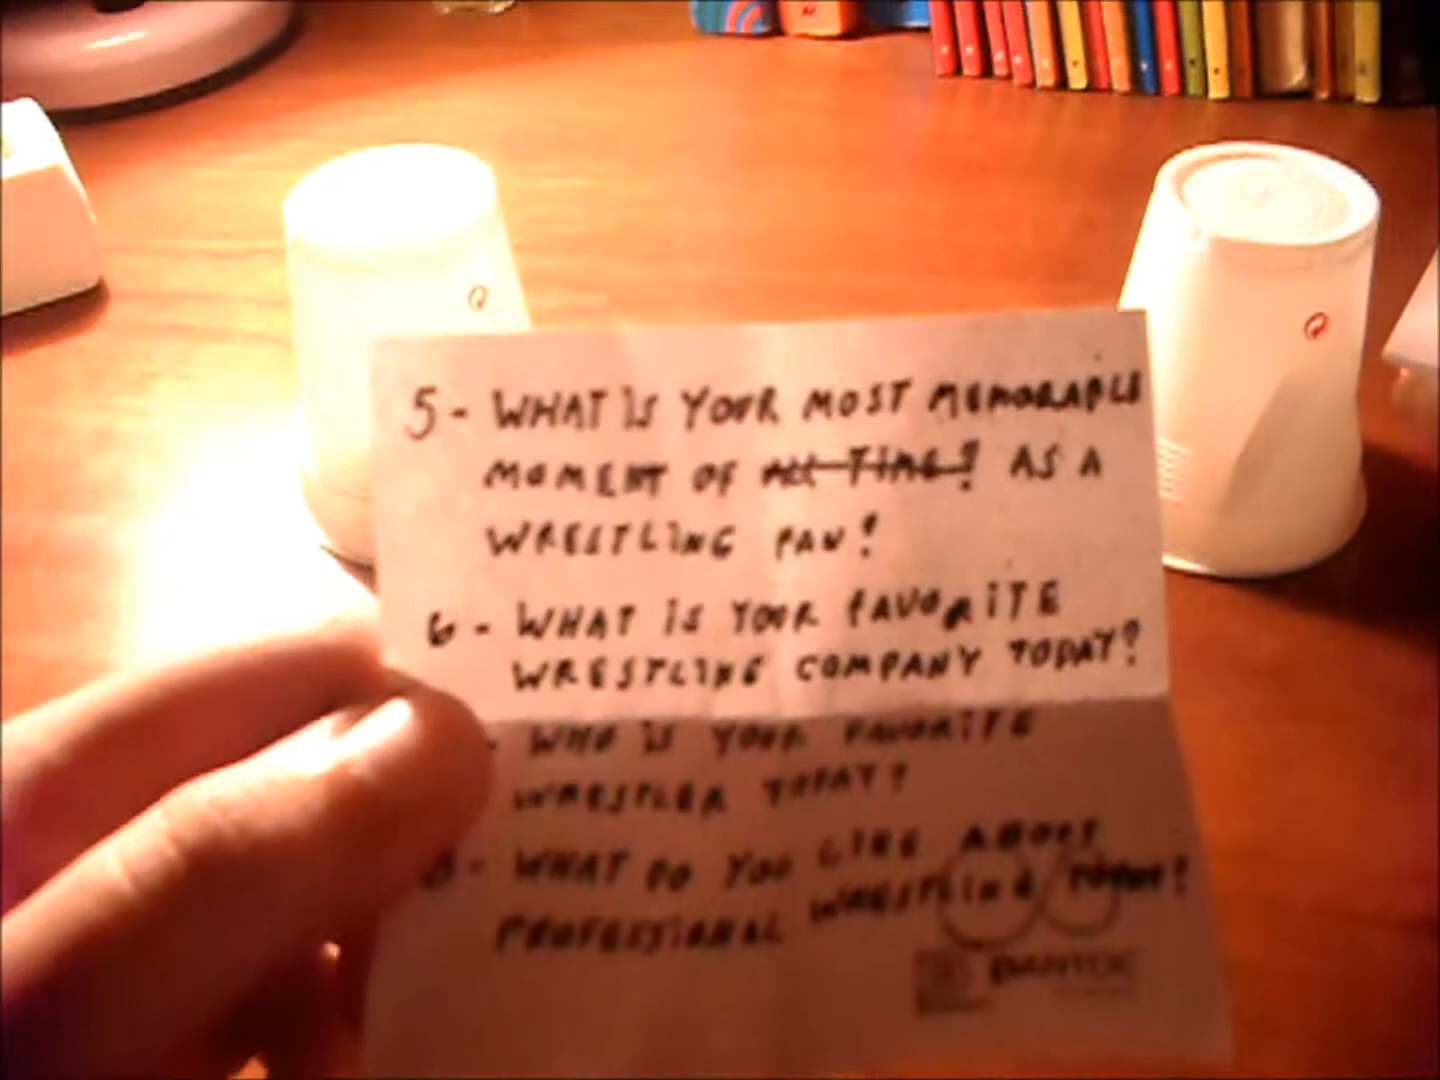 5- WHAT IS YOUR MOST MEMORABLE
MOMENT OF ALL TIME? AS A
WRESTLING FAN?
6- WHAT IS YOUR FAVORITE
WRESTLING COMPANY TODAY?
- WHO IS YOUR FAVORITE
WRESTLER TODAY?
8- WHAT DO YOU LIKE ABOUT
PROFESSIONAL WRESTLING TODAY?